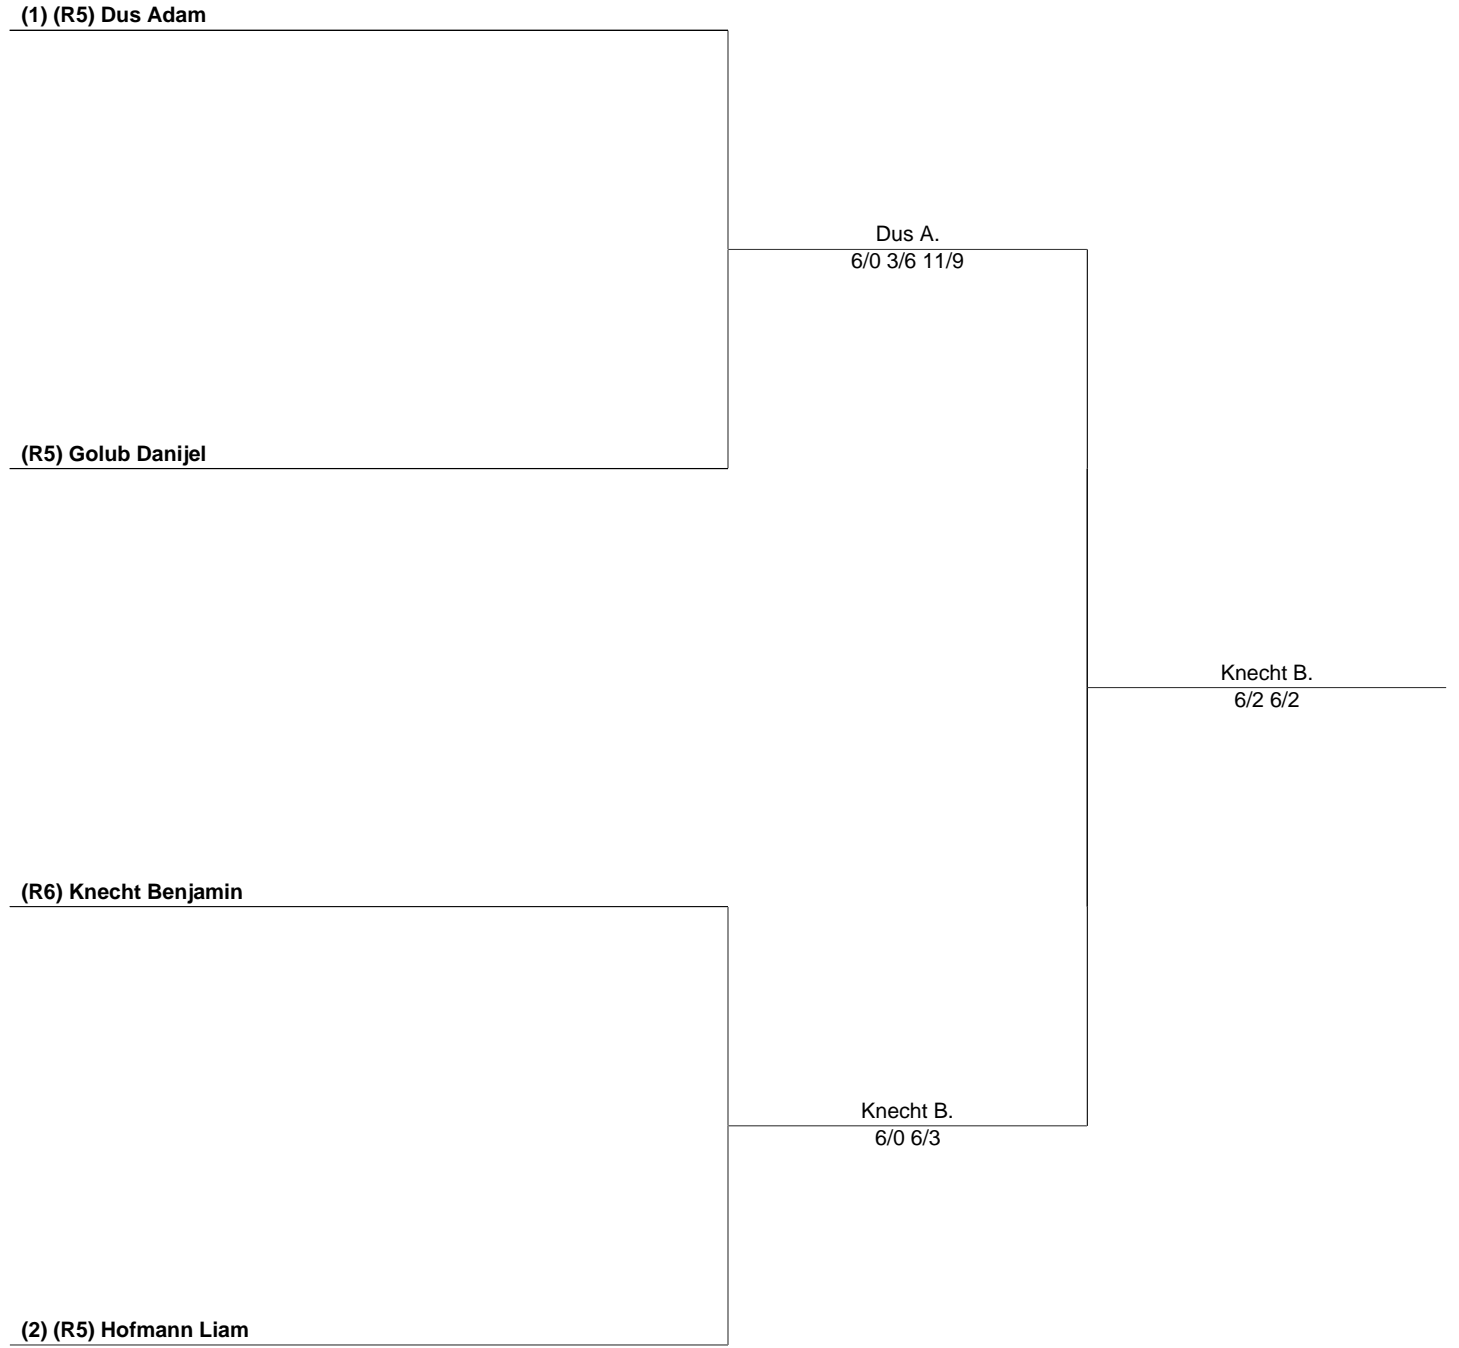 (1) (R5) Dus Adam
Dus A.
6/0 3/6 11/9
(R5) Golub Danijel
Knecht B.
6/2 6/2
(R6) Knecht Benjamin
Knecht B.
6/0 6/3
(2) (R5) Hofmann Liam